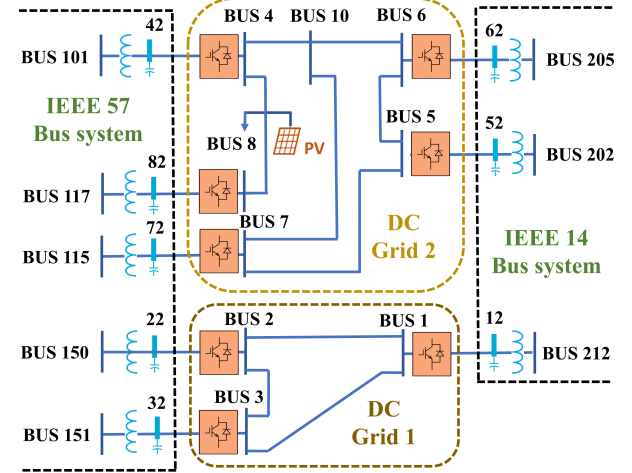 42
BUS 4
BUS 10
BUS 6
62
BUS 101
BUS 205
IEEE 57
Bus system
BUS 8
PV
BUS 5
52
BUS 202
82
BUS 117
BUS 7
72
BUS 115
DC
Grid 2
IEEE 14
Bus system
22
BUS 2
BUS 1
12
BUS 150
BUS 212
32
BUS 3
BUS 151
DC
Grid 1